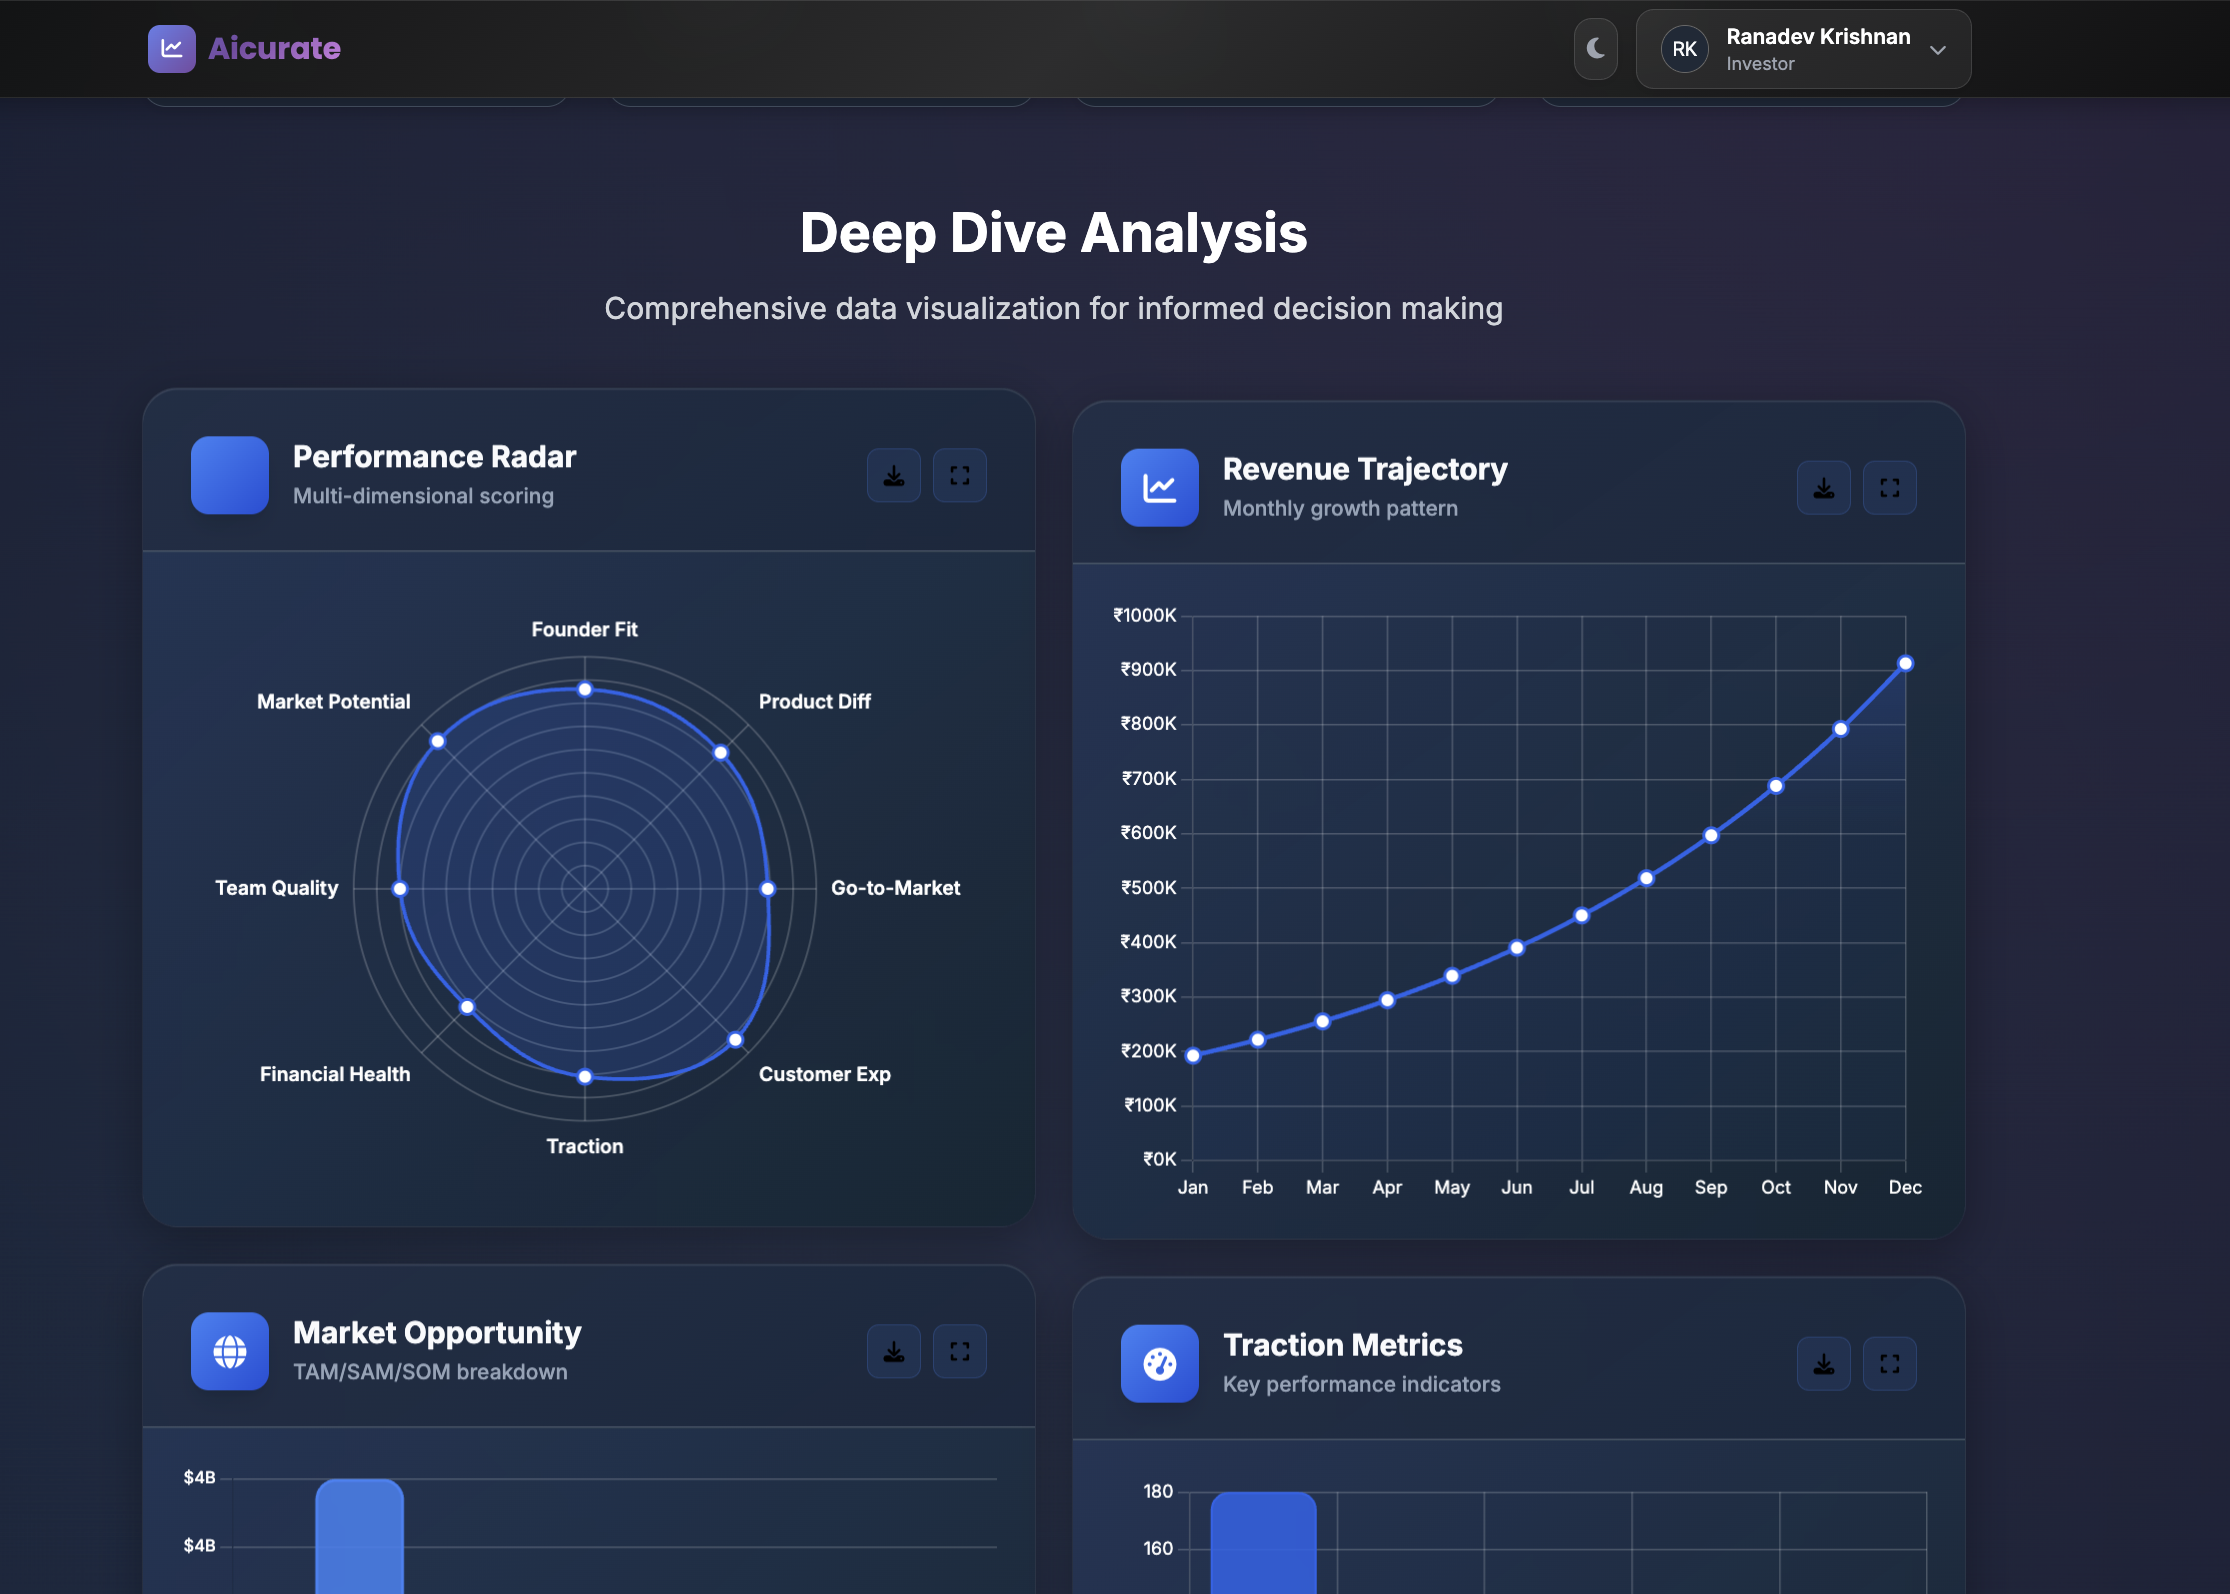 Aicurate
RK
Ranadev Krishnan
Investor
Deep Dive Analysis
Comprehensive data visualization for informed decision making
Performance Radar
Multi-dimensional scoring
Founder Fit
Market Potential
Product Diff
Team Quality
Go-to-Market
Financial Health
Customer Exp
Traction
Revenue Trajectory
Monthly growth pattern
₹1000K
₹900K
₹800K
₹700K
₹600K
₹500K
₹400K
₹300K
₹200K
₹100K
₹0K
Jan Feb Mar Apr May Jun Jul Aug Sep Oct Nov Dec
Market Opportunity
TAM/SAM/SOM breakdown
$4B
$4B
Traction Metrics
Key performance indicators
180
160